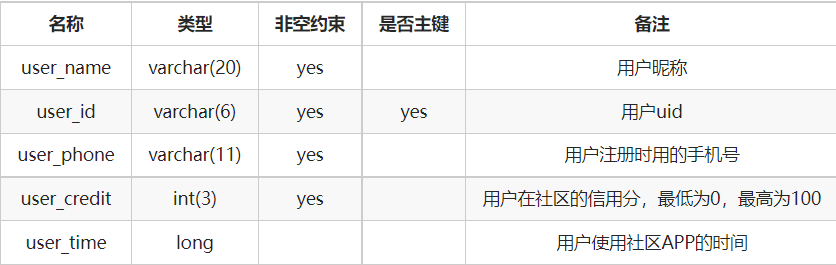 名称 类型 非空约束 是否主键 备注
user_name varchar(20) yes 用户昵称
user_id varchar(6) yes yes 用户uid
user_phone varchar(11) yes 用户注册时用的手机号
user_credit int(3) yes 用户在社区的信用分，最低为0，最高为100
user_time long 用户使用社区APP的时间